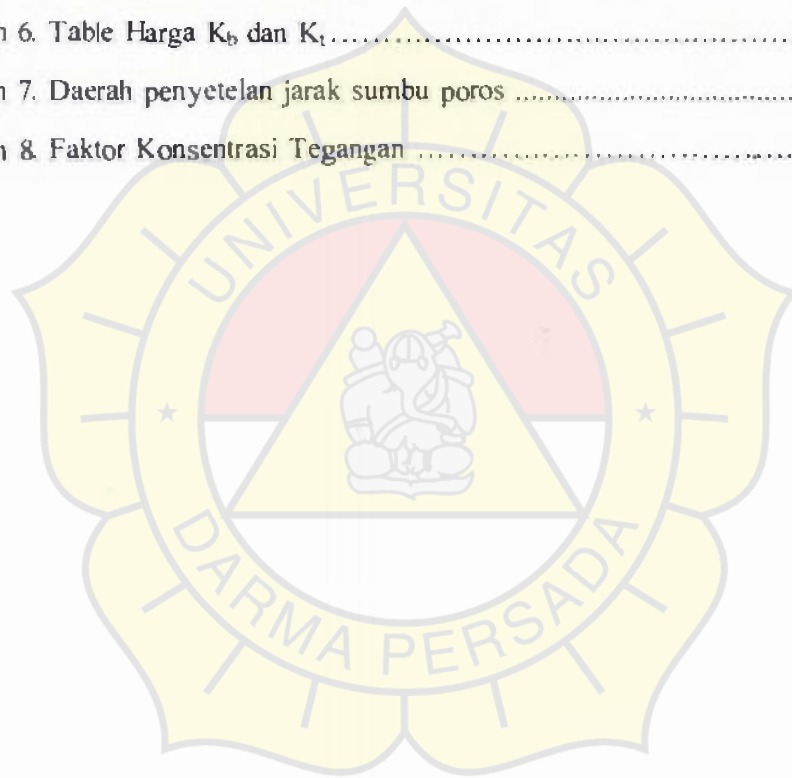 n 6. Table Harga Kb dan Kt.......................................................
n 7. Daerah penyetelan jarak sumbu poros ...................................
n 8. Faktor Konsentrasi Tegangan ...............................................
UNIVERSITAS
DARMA PERSADA